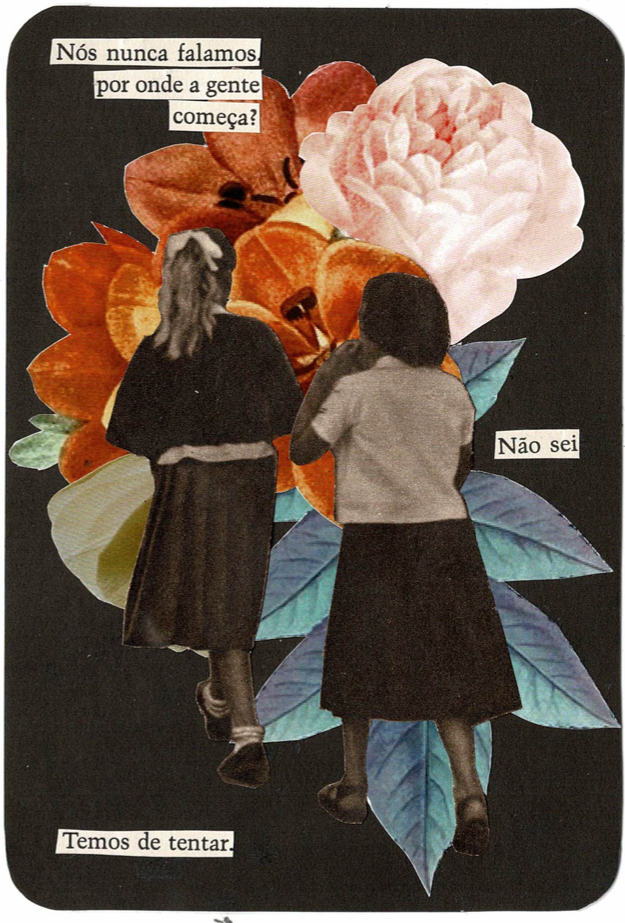 Nós nunca falamos,
por onde a gente
começa?
Não sei
Temos de tentar.